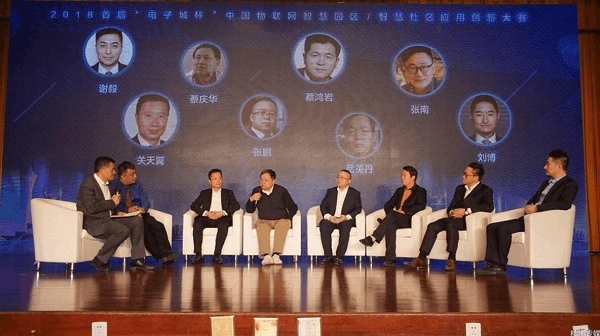 2018首届“电子城杯”中国物联网智慧园区/智慧社区应用创新大赛
谢毅
蔡庆华
蔡鸿岩
张南
关天翼
张鹏
岳英丹
刘博